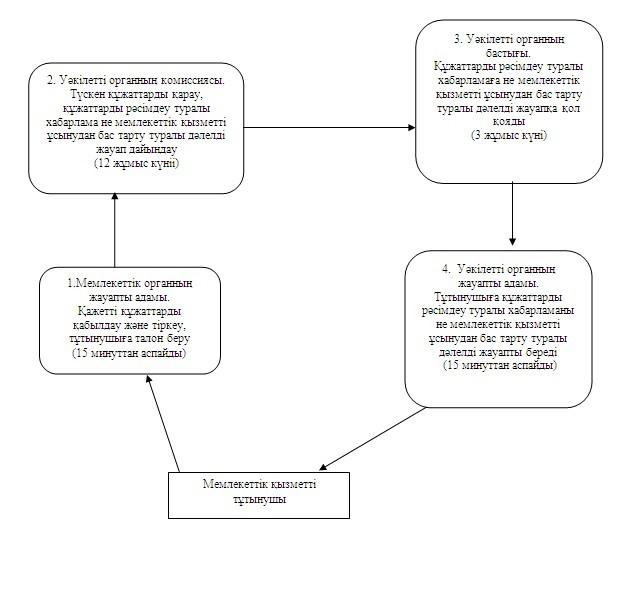 3. Уәкілетті органның
бастығы.
Құжаттарды рәсімдеу туралы
хабарламаға не мемлекеттік
қызметті ұсынудан бас тарту
туралы дәлелді жауапқа қол
қояды
(3 жұмыс күні)
2. Уәкілетті органның комиссиясы.
Түскен құжаттарды қарау,
құжаттарды рәсімдеу туралы
хабарлама не мемлекеттік қызметті
ұсынудан бас тарту туралы дәлелді
жауап дайындау
(12 жұмыс күніі)
1.Мемлекеттік органның
жауапты адамы.
Қажетті құжаттарды
қабылдау және тіркеу,
тұтынушыға талон беру
(15 минуттан аспайды)
4. Уәкілетті органның
жауапты адамы.
Тұтынушыға құжаттарды
рәсімдеу туралы хабарламаны
не мемлекеттік қызметті
ұсынудан бас тарту туралы
дәлелді жауапты береді
(15 минуттан аспайды)
Мемлекеттік қызметті
тұтынушы